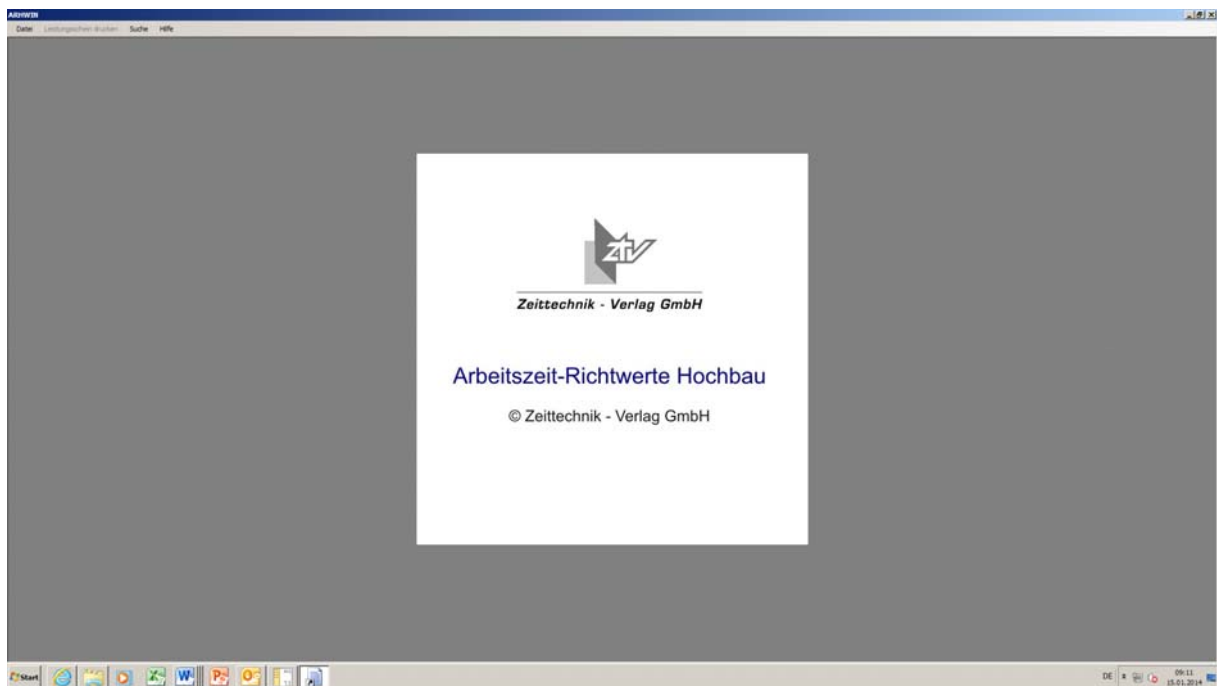 ARHWIN
Datei Leistungsschein drucken Suche Hilfe
ztv
Zeittechnik - Verlag GmbH
Arbeitszeit-Richtwerte Hochbau
© Zeittechnik - Verlag GmbH
Start DE 09:11
15.01.2014